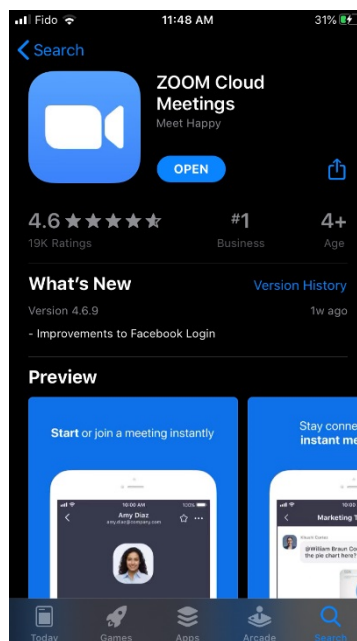 Fido 11:48 AM 31%
Search
ZOOM Cloud
Meetings
Meet Happy
OPEN
4.6 #1 4+
19K Ratings Business Age
What's New Version History
Version 4.6.9 1w ago
- Improvements to Facebook Login
Preview
Start or join a meeting instantly
Stay conne
instant me
10:00 AM 100%
Amy Diaz
amy.diaz@company.com
10:00
Marketing T
@William Braun Co
the pie chart here?
Today Games Apps Arcade Search